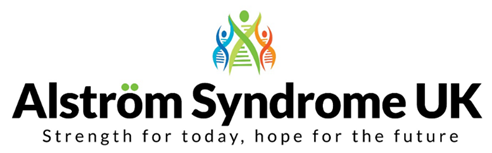 Alström Syndrome UK
Strength for today, hope for the future